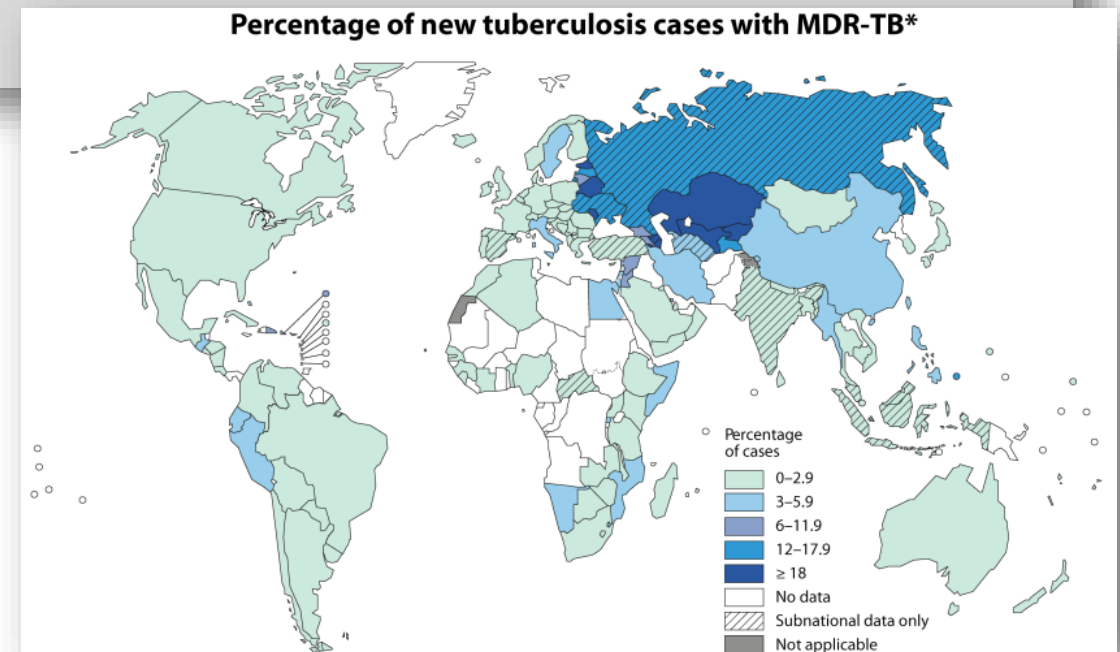 Percentage of new tuberculosis cases with MDR-TB*
Percentage
of cases
0–2.9
3–5.9
6–11.9
12–17.9
≥ 18
No data
Subnational data only
Not applicable